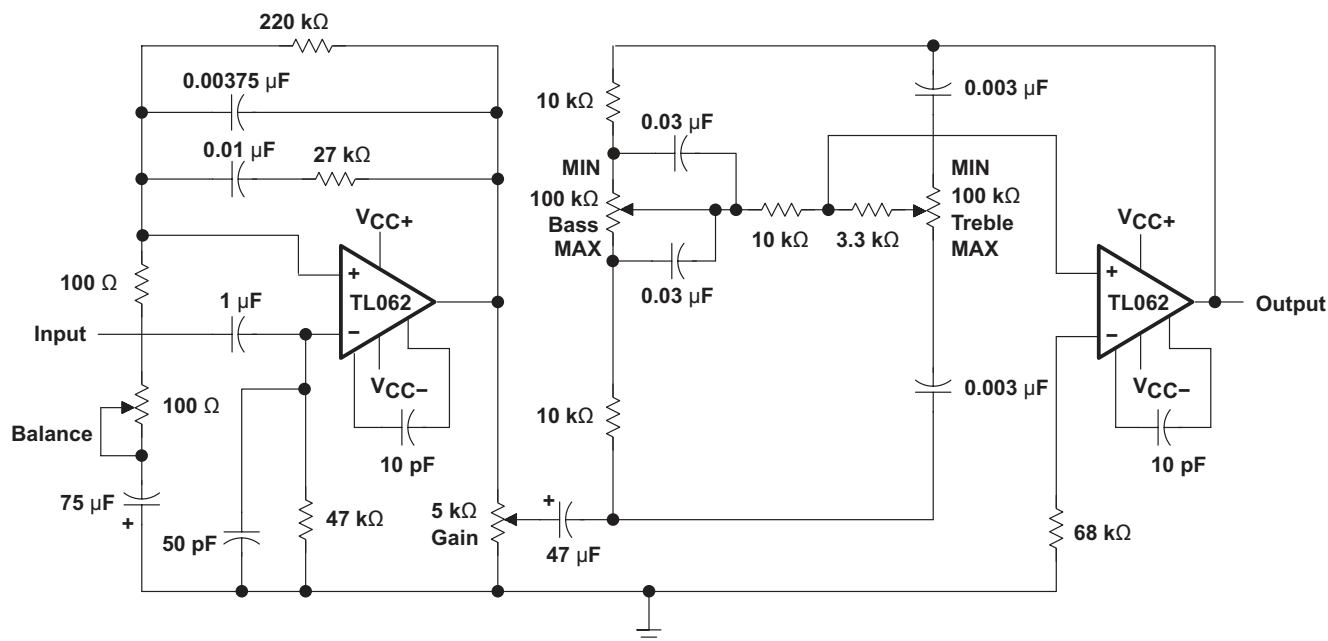 220 kΩ
0.00375 µF
0.01 µF
27 kΩ
100 Ω
1 µF
Input
+
TL062
−
VCC+
VCC−
10 pF
100 Ω
Balance
75 µF
+
50 pF
47 kΩ
5 kΩ
Gain
+
47 µF
10 kΩ
0.03 µF
MIN
100 kΩ
Bass
MAX
0.03 µF
10 kΩ
10 kΩ
3.3 kΩ
0.003 µF
MIN
100 kΩ
Treble
MAX
0.003 µF
VCC+
+
TL062
−
VCC−
10 pF
68 kΩ
Output